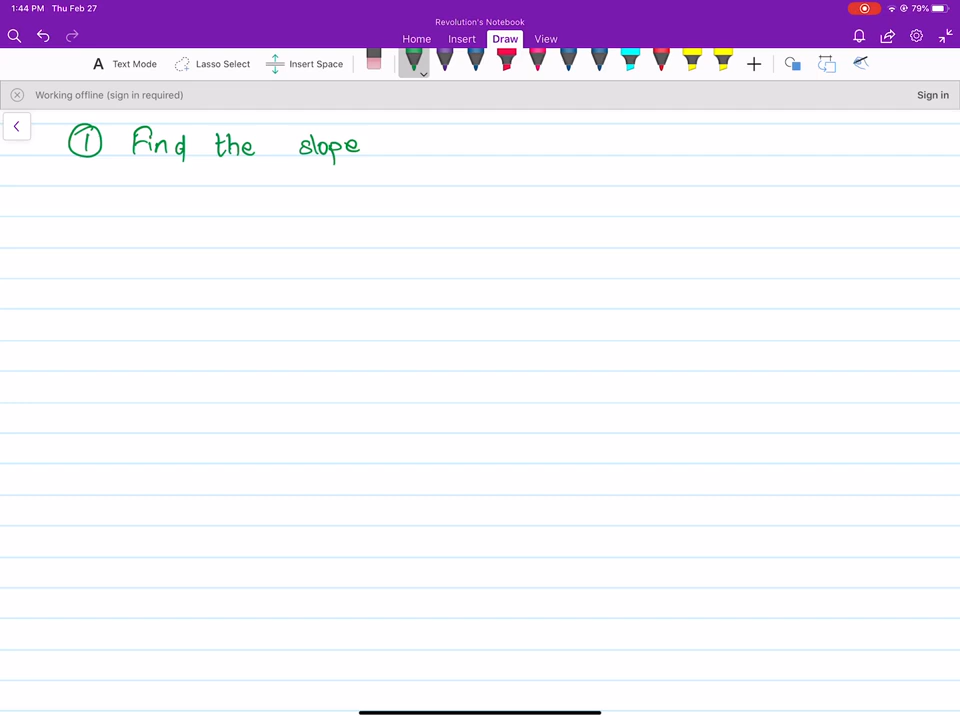 1:44 PM Thu Feb 27
79%
Revolution's Notebook
Home Insert Draw View
A Text Mode Lasso Select Insert Space
Working offline (sign in required) Sign in
① Find the slope